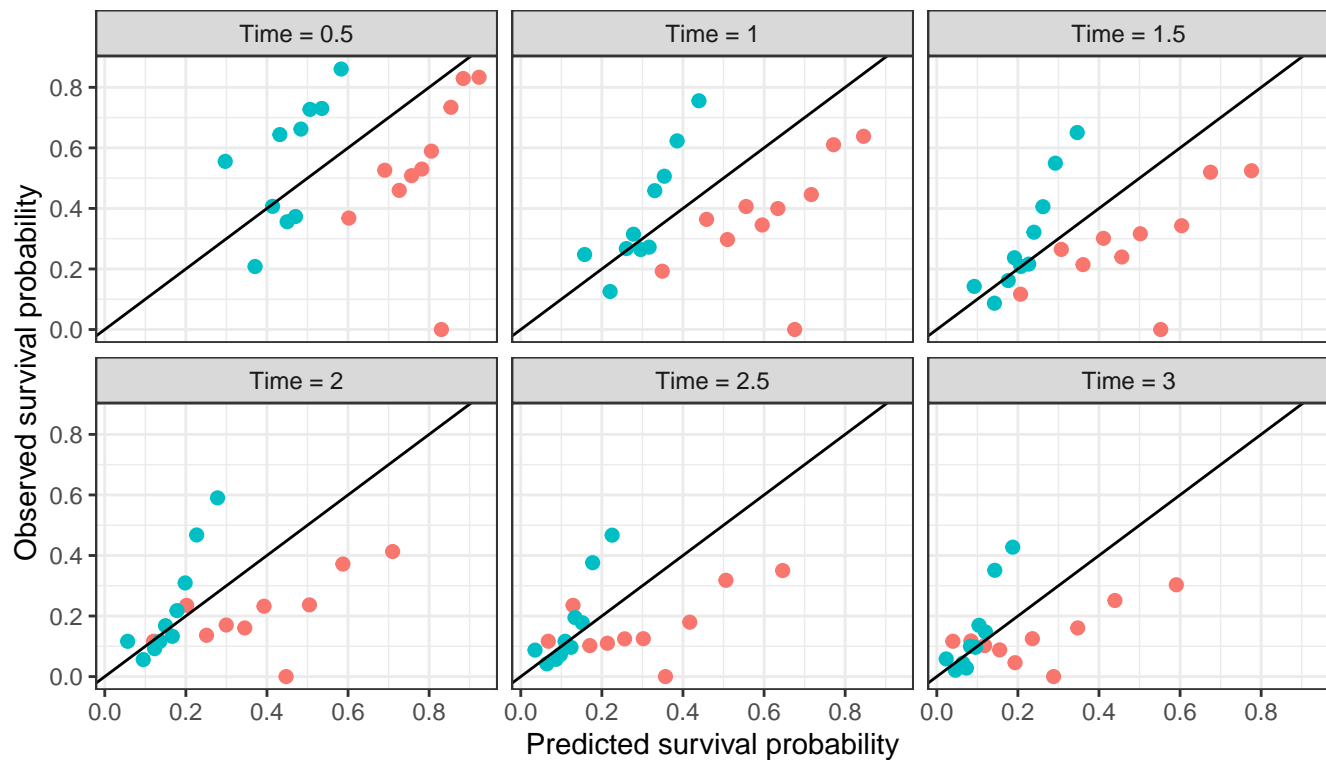 Time = 0.5
Time = 1
Time = 1.5
0.8
0.6
0.4
0.2
0.0
Time = 2
Time = 2.5
Time = 3
0.8
0.6
0.4
0.2
0.0
0.0 0.2 0.4 0.6 0.8
0.0 0.2 0.4 0.6 0.8
0.0 0.2 0.4 0.6 0.8
Predicted survival probability
Observed survival probability